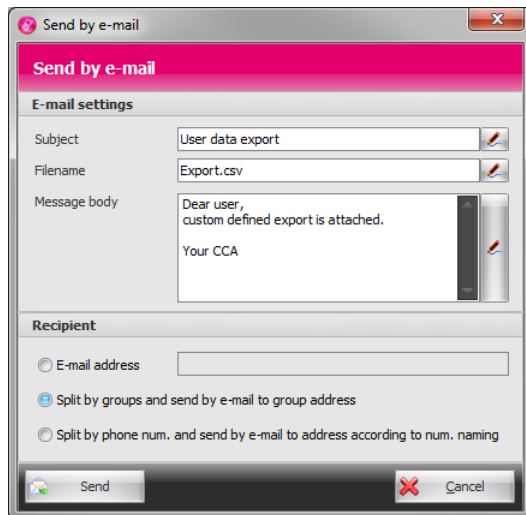 Send by e-mail
Send by e-mail
E-mail settings
Subject
User data export
Filename
Export.csv
Message body
Dear user,
custom defined export is attached.
Your CCA
Recipient
E-mail address
Split by groups and send by e-mail to group address
Split by phone num. and send by e-mail to address according to num. naming
Send
Cancel